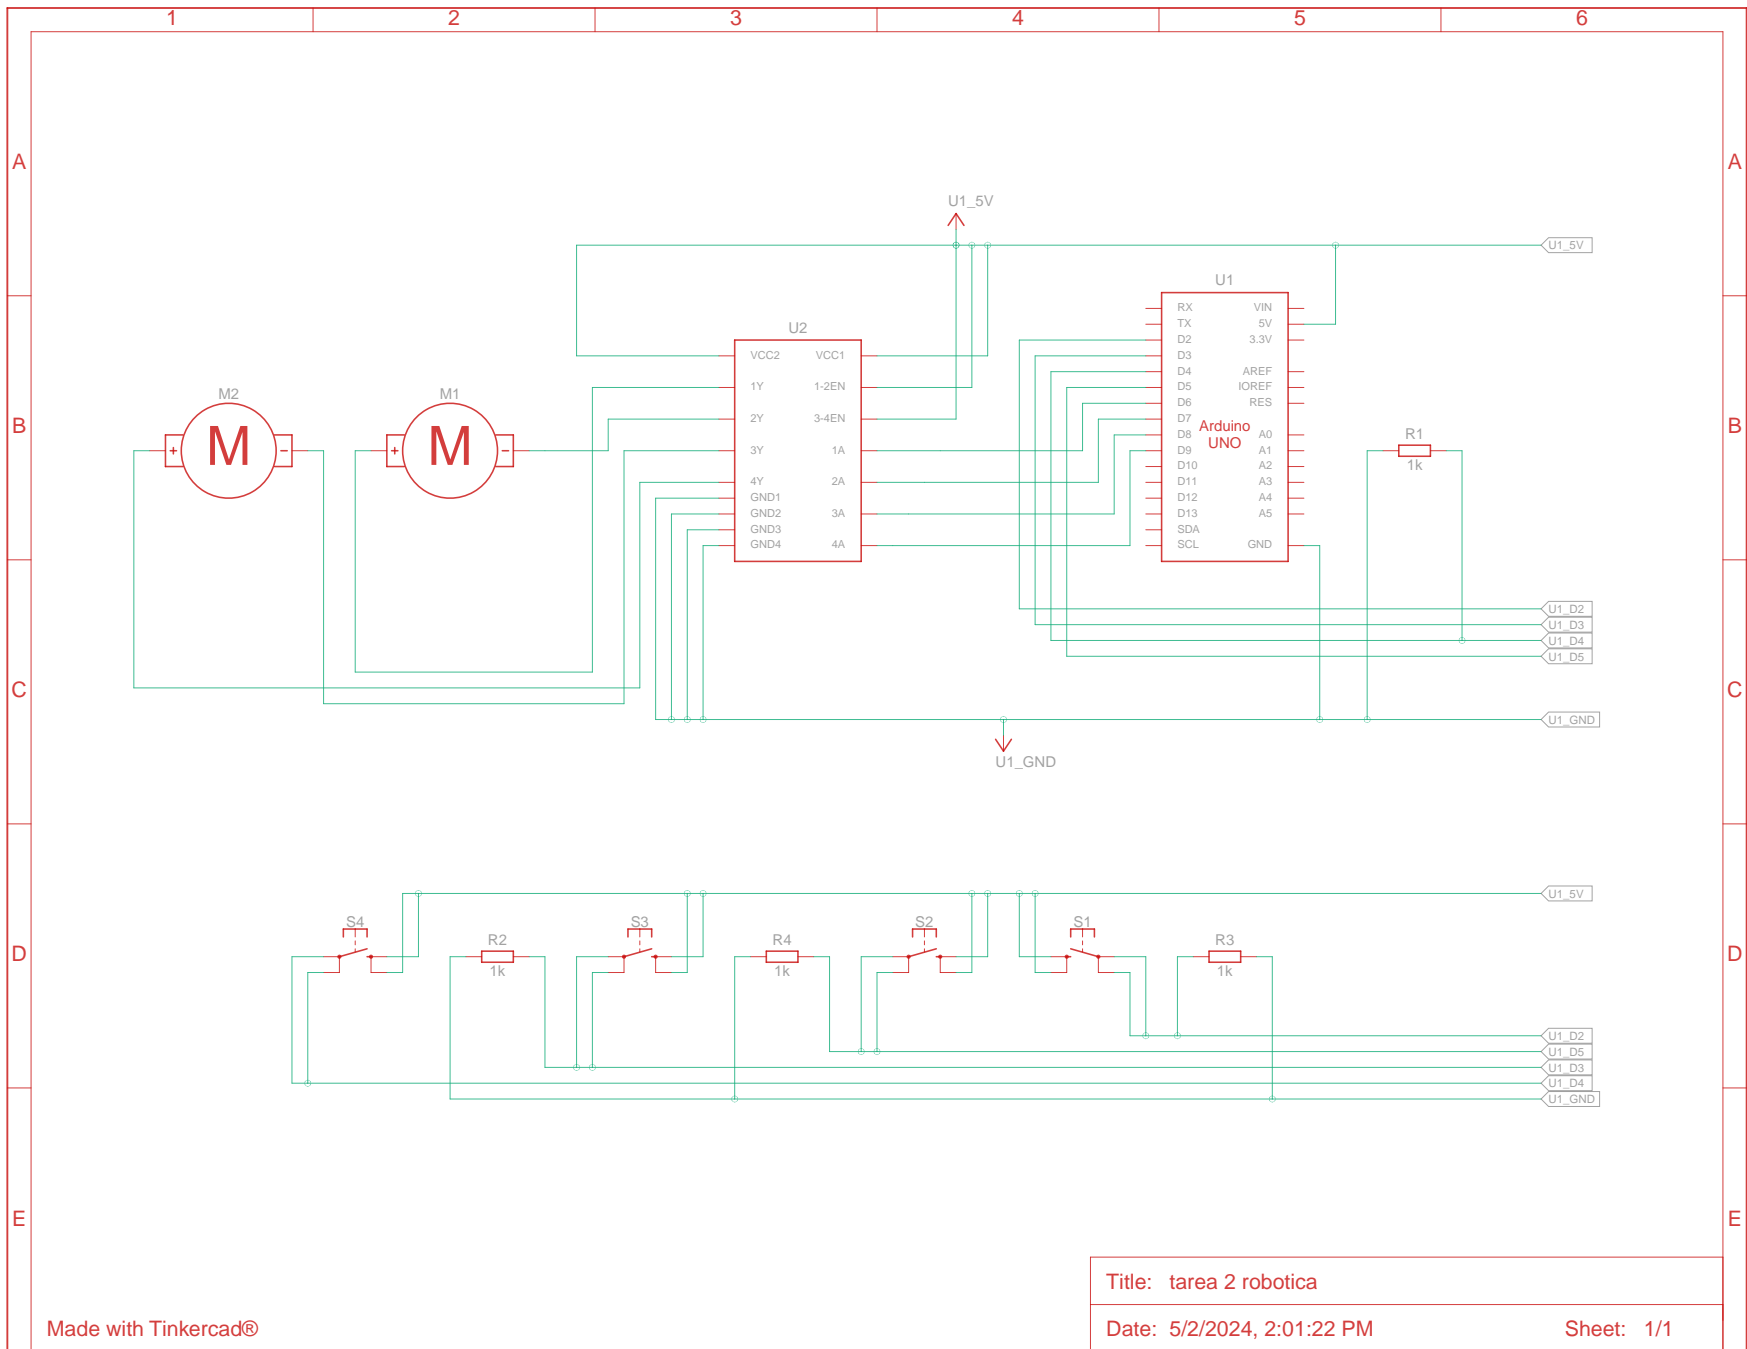 1 2 3 4 5 6
A A
U1_5V
U1_5V
U1
RX VIN
TX 5V
D2 3.3V
D3
D4 AREF
D5 IOREF
D6 RES
D7
D8 A0
D9 A1
D10 A2
D11 A3
D12 A4
D13 A5
SDA
SCL GND
Arduino
UNO
U2
VCC2 VCC1
1Y 1-2EN
2Y 3-4EN
3Y 1A
4Y 2A
GND1
GND2 3A
GND3
GND4 4A
M2 M1
B B
+ M - + M -
R1
1k
U1_D2
U1_D3
U1_D4
U1_D5
C C
U1_GND
U1_GND
U1_5V
S4 S3 S2 S1
R2 R4 R3
D D
1k 1k 1k
U1_D2
U1_D5
U1_D3
U1_D4
U1_GND
E E
Title: tarea 2 robotica
Made with Tinkercad®
Date: 5/2/2024, 2:01:22 PM Sheet: 1/1